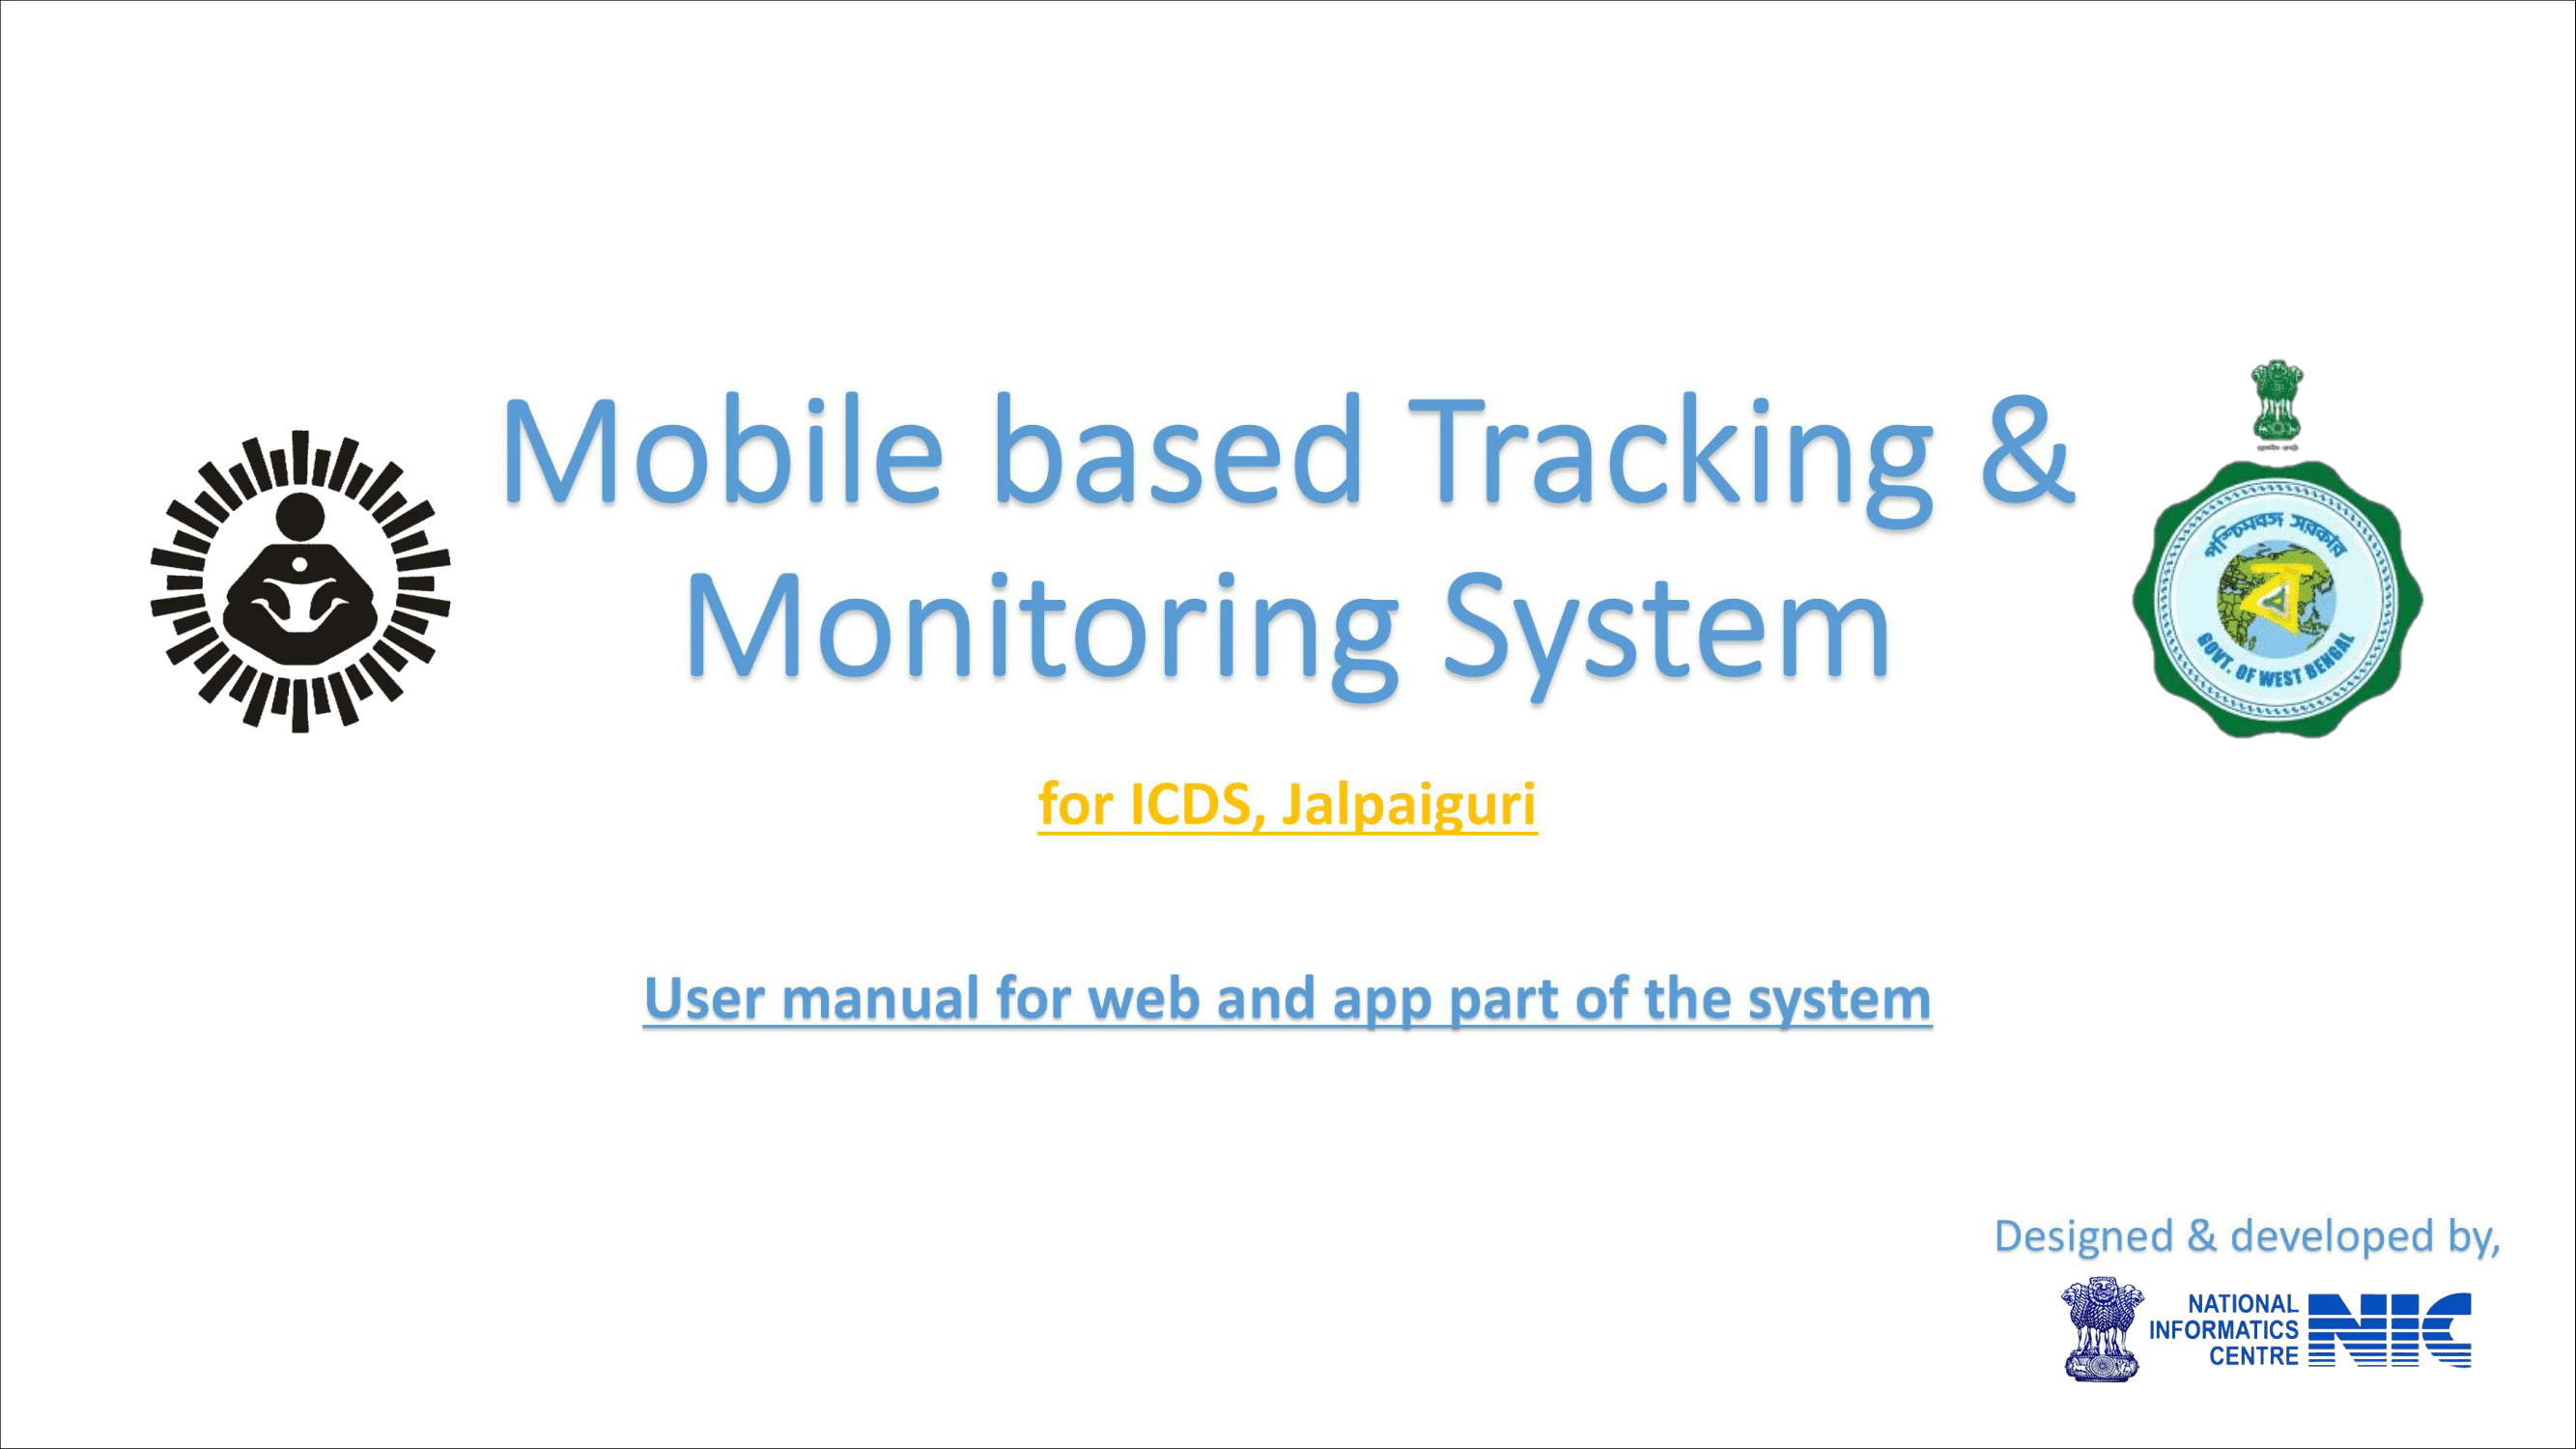 Mobile based Tracking &
Monitoring System
for ICDS, Jalpaiguri
User manual for web and app part of the system
পশ্চিমবঙ্গ সরকার
GOVT. OF WEST BENGAL
Designed & developed by,
NATIONAL
INFORMATICS
CENTRE
NIC